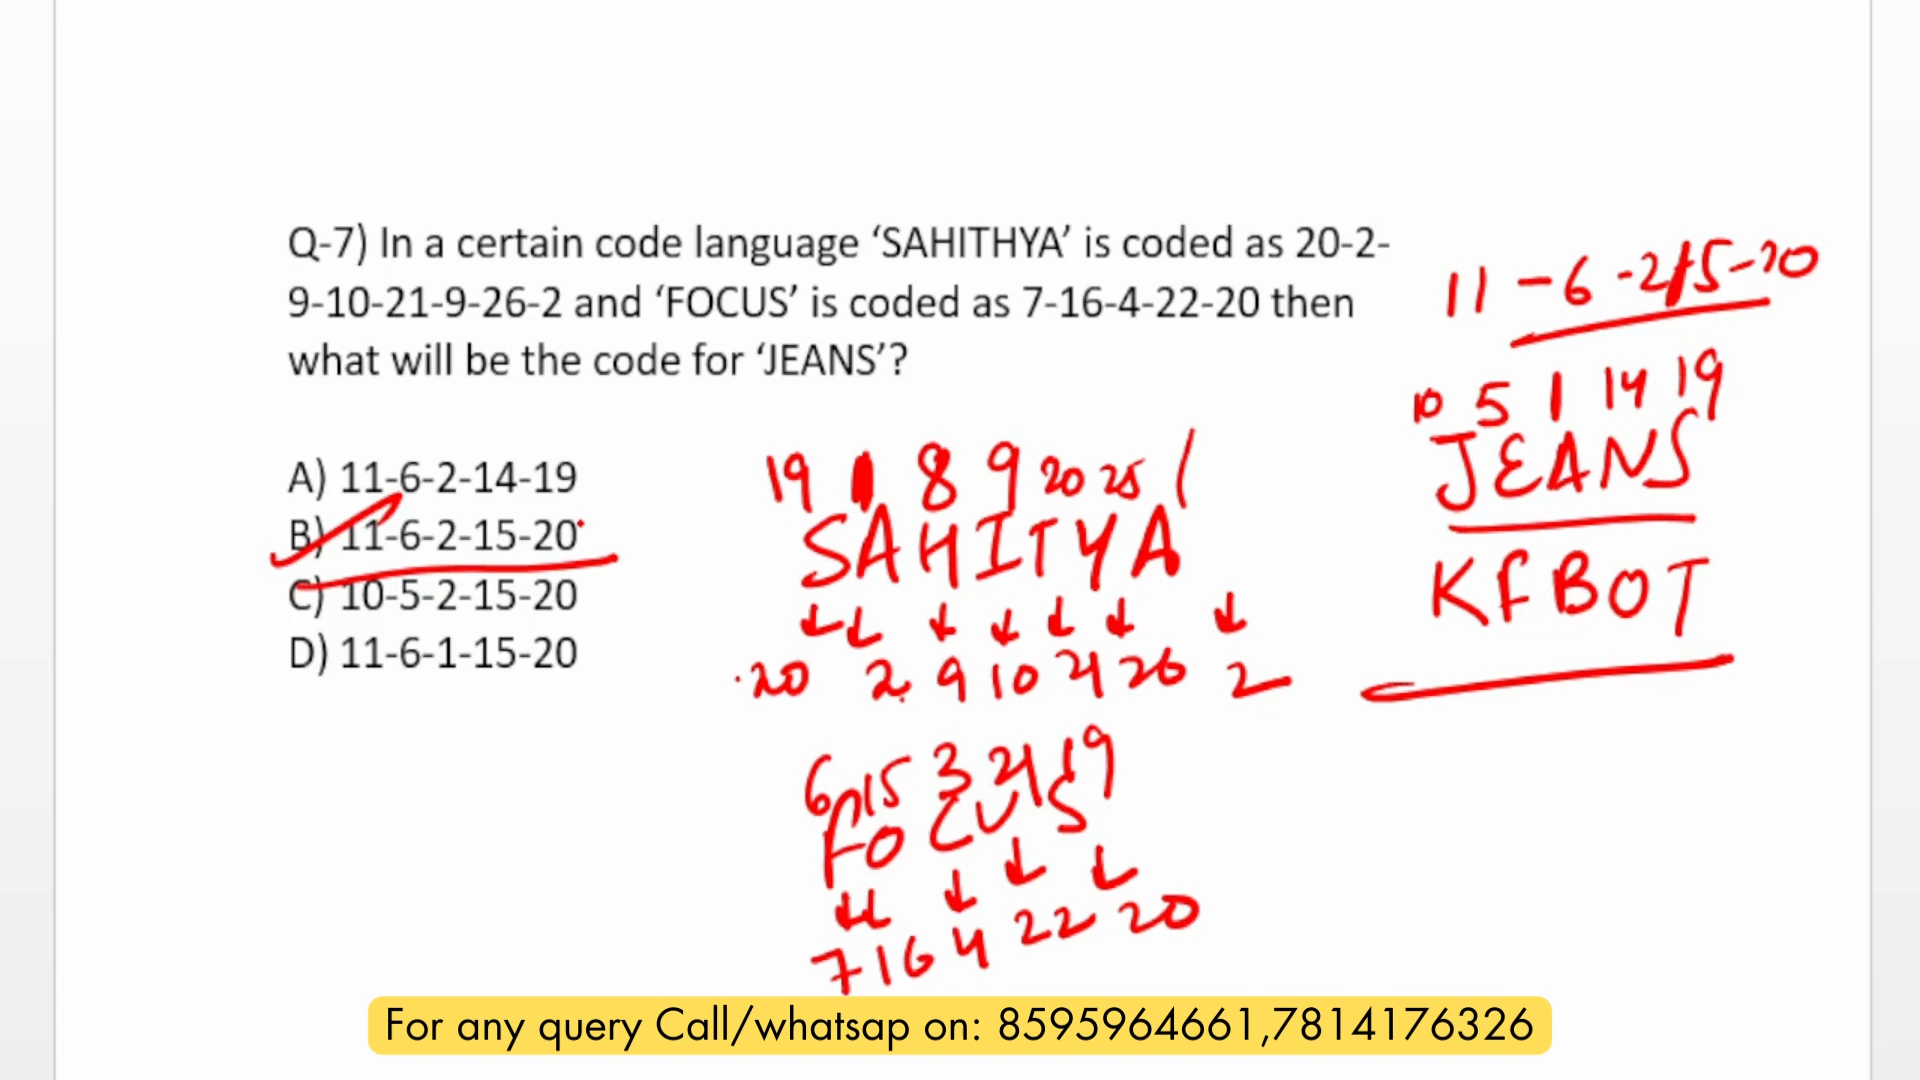 Q-7) In a certain code language ‘SAHITHYA’ is coded as 20-2-
9-10-21-9-26-2 and ‘FOCUS’ is coded as 7-16-4-22-20 then
what will be the code for ‘JEANS’?
11-6-2-15-20
10 5 1 14 19
JEANS
KFBOT
A) 11-6-2-14-19
B) 11-6-2-15-20
C) 10-5-2-15-20
D) 11-6-1-15-20
19 1 8 9 20 25 1
SAHITYA
20 2 9 10 21 26 2
6 15 3 21 19
FOCUS
7 16 4 22 20
For any query Call/whatsap on: 8595964661,7814176326